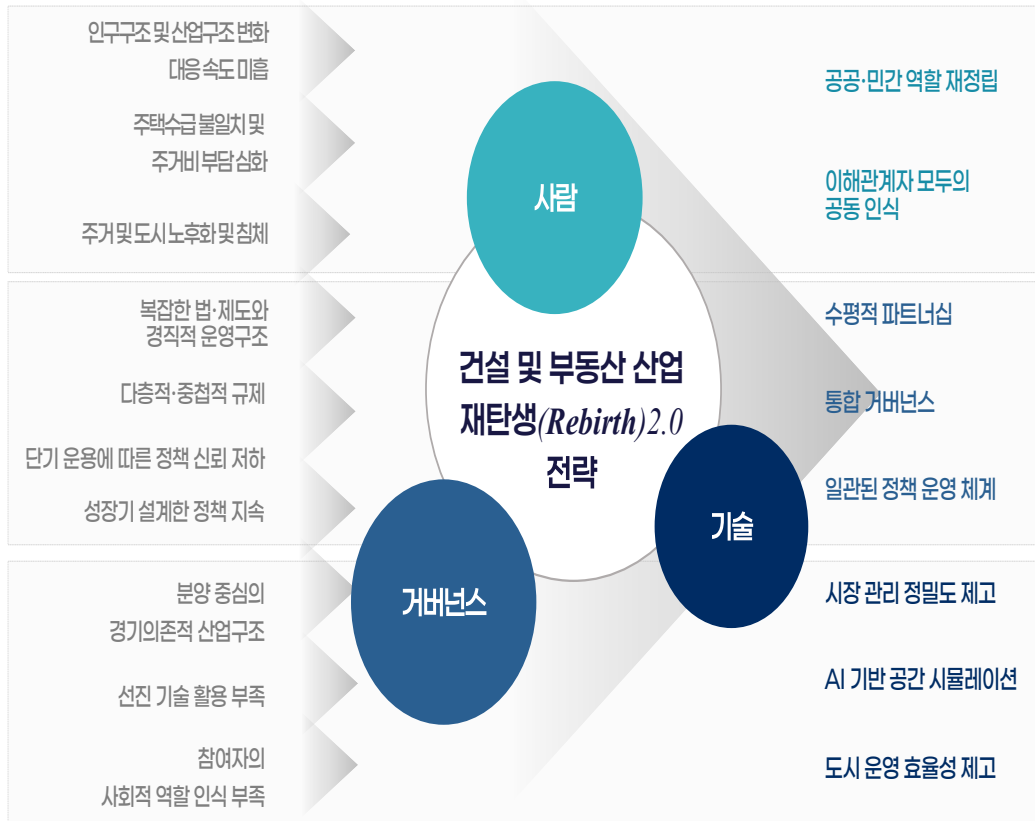 인구구조 및 산업구조 변화
대응 속도 미흡
주택수급 불일치 및
주거비 부담 심화
주거 및 도시 노후화 및 침체
복잡한 법·제도와
경직적 운영구조
다층적·중첩적 규제
단기 운용에 따른 정책 신뢰 저하
성장기 설계한 정책 지속
분양 중심의
경기의존적 산업구조
선진 기술 활용 부족
참여자의
사회적 역할 인식 부족
사람
건설 및 부동산 산업
재탄생(Rebirth)2.0
전략
기술
거버넌스
공공·민간 역할 재정립
이해관계자 모두의
공동 인식
수평적 파트너십
통합 거버넌스
일관된 정책 운영 체계
시장 관리 정밀도 제고
AI 기반 공간 시뮬레이션
도시 운영 효율성 제고